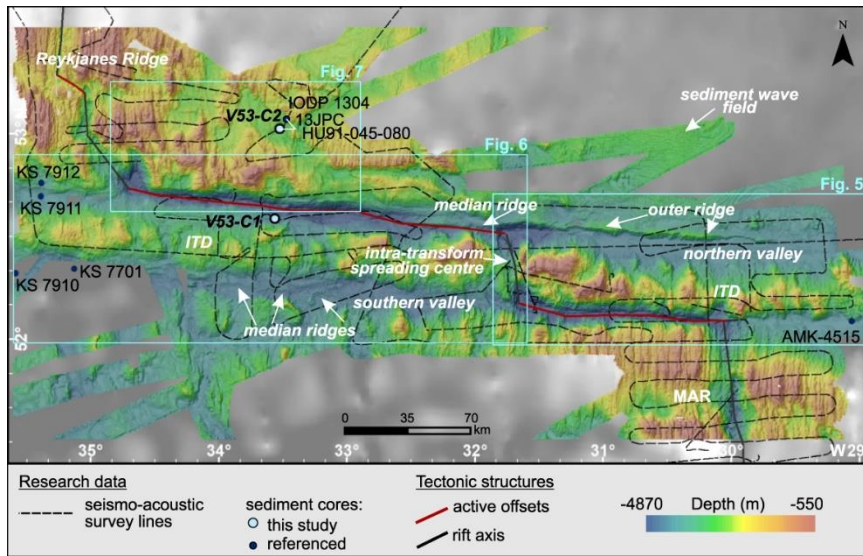 N
Reykjanes Ridge
Fig. 7
IODP 1304
V53-C2
13JPC
HU91-045-080
sediment wave
field
53°
Fig. 6
KS 7912
KS 7911
Fig. 5
V53-C1
median ridge
outer ridge
ITD
intra-transform
spreading centre
northern valley
KS 7701
KS 7910
ITD
median ridges
southern valley
52°
AMK-4515
MAR
0 35 70
km
35° 34° 33° 32° 31° 30° W29°
Research data
seismo-acoustic
survey lines
sediment cores:
this study
referenced
Tectonic structures
active offsets
rift axis
-4870 Depth (m) -550